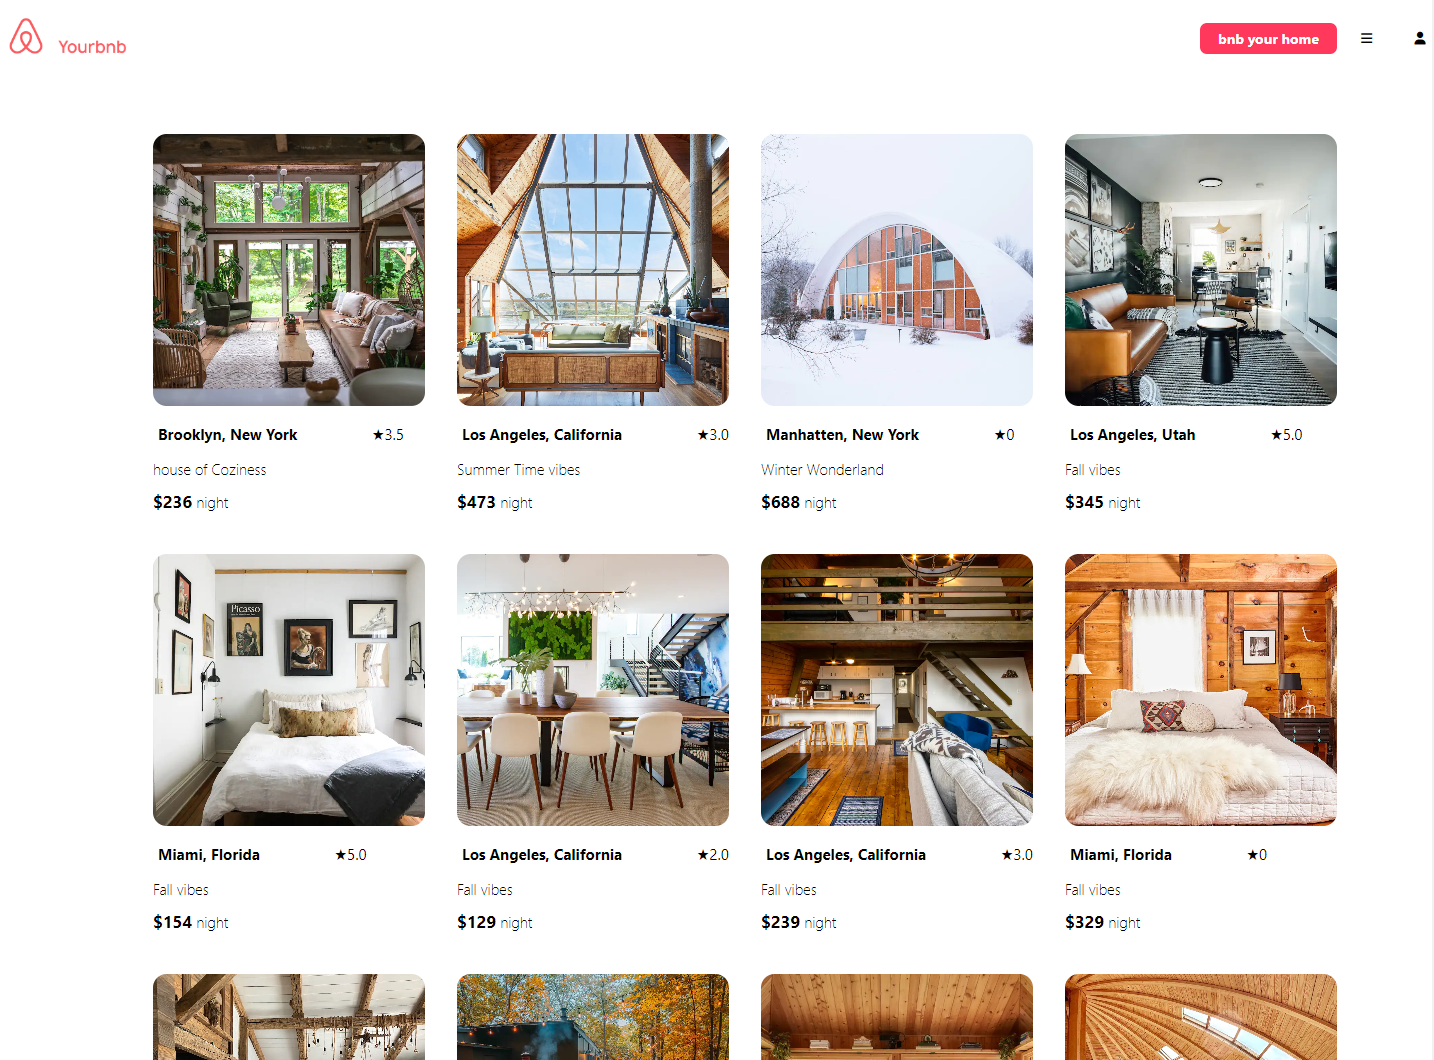 Yourbnb
bnb your home
Brooklyn, New York ★3.5
house of Coziness
$236 night
Los Angeles, California ★3.0
Summer Time vibes
$473 night
Manhatten, New York ★0
Winter Wonderland
$688 night
Los Angeles, Utah ★5.0
Fall vibes
$345 night
Picasso
Miami, Florida ★5.0
Fall vibes
$154 night
Los Angeles, California ★2.0
Fall vibes
$129 night
Los Angeles, California ★3.0
Fall vibes
$239 night
Miami, Florida ★0
Fall vibes
$329 night